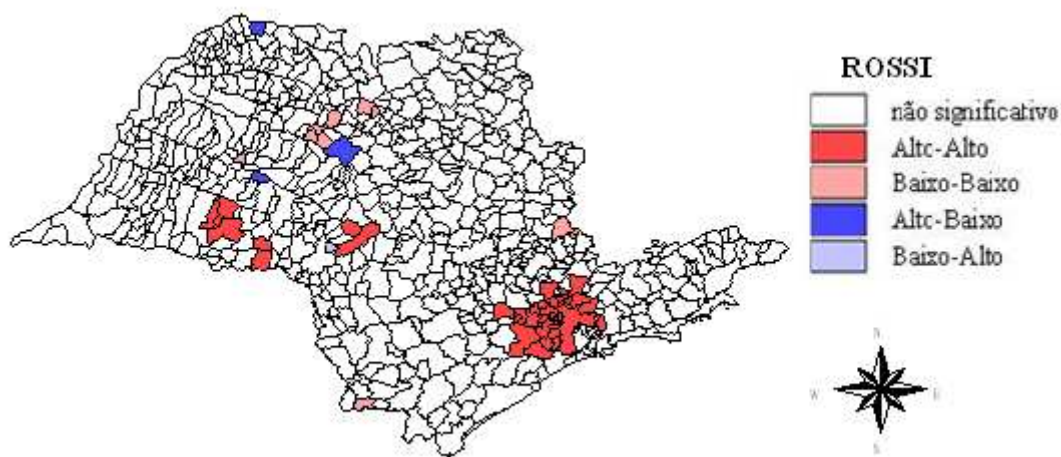 ROSSI
não significativo
Altc-Alto
Baixo-Baixo
Altc-Baixo
Baixo-Alto
W